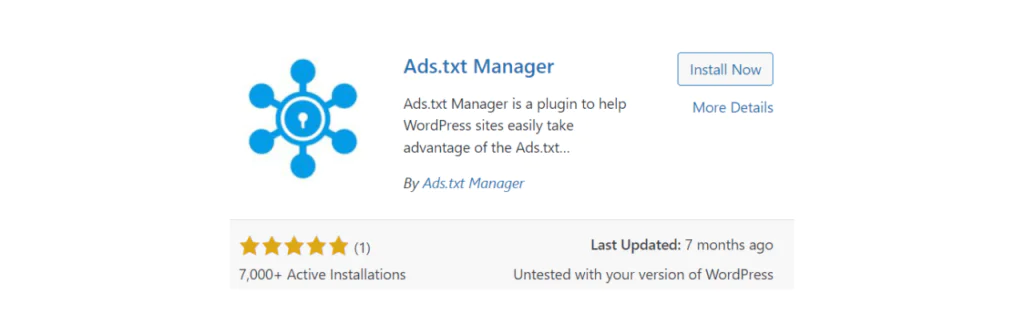 Ads.txt Manager
Install Now
Ads.txt Manager is a plugin to help
More Details
WordPress sites easily take
advantage of the Ads.txt...
By Ads.txt Manager
(1)
Last Updated: 7 months ago
7,000+ Active Installations
Untested with your version of WordPress